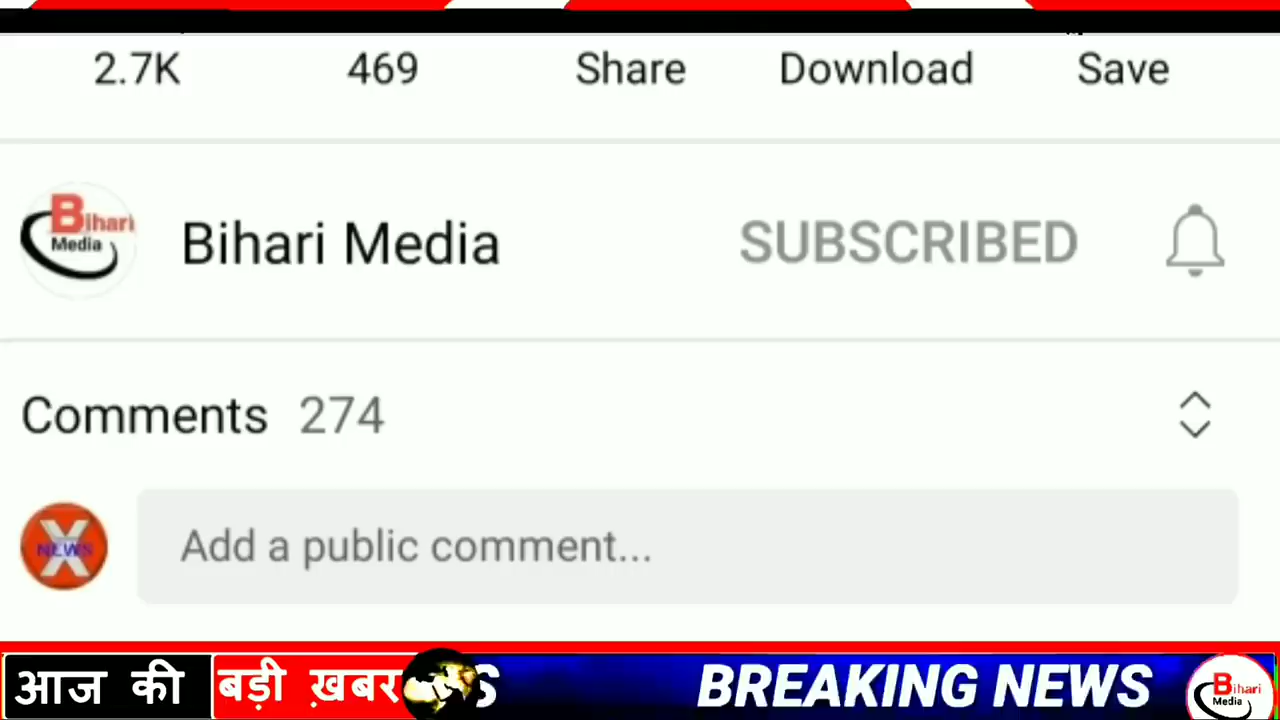 2.7K 469 Share Download Save
Bihari Media
Bihari Media SUBSCRIBED
Comments 274
NEWS X
Add a public comment...
आज की बड़ी ख़बर S BREAKING NEWS
Bihari Media